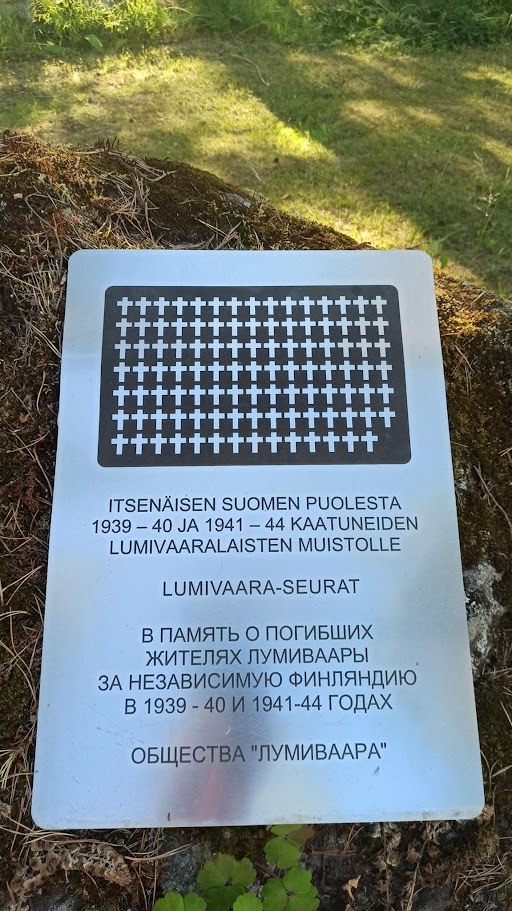 ITSENÄISEN SUOMEN PUOLESTA
1939 – 40 JA 1941 – 44 KAATUNEIDEN
LUMIVAARALAISTEN MUISTOLLE
LUMIVAARA-SEURAT
В ПАМЯТЬ О ПОГИБШИХ
ЖИТЕЛЯХ ЛУМИВААРЫ
ЗА НЕЗАВИСИМУЮ ФИНЛЯНДИЮ
В 1939 - 40 И 1941-44 ГОДАХ
ОБЩЕСТВА "ЛУМИВААРА"